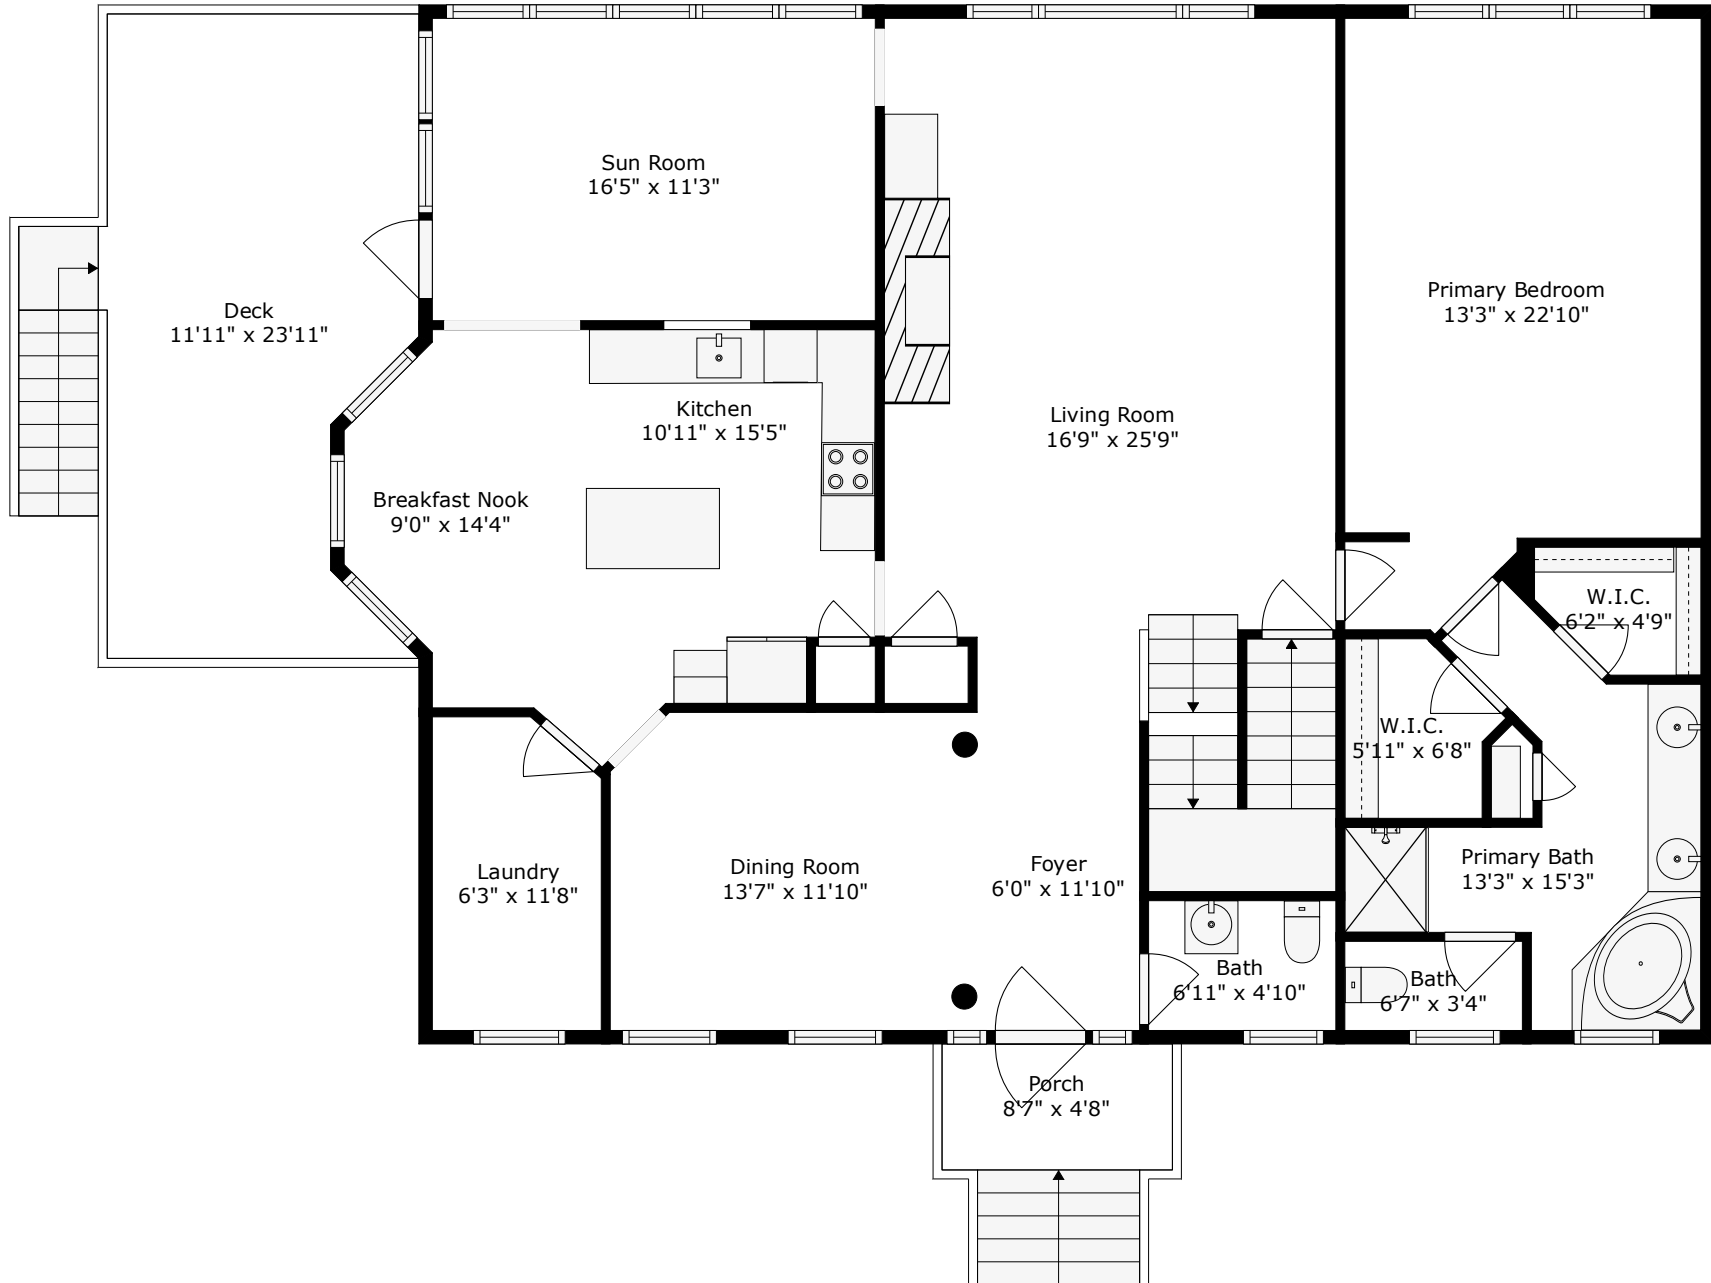 Sun Room
16'5" x 11'3"
Deck
11'11" x 23'11"
Primary Bedroom
13'3" x 22'10"
Kitchen
10'11" x 15'5"
Living Room
16'9" x 25'9"
Breakfast Nook
9'0" x 14'4"
W.I.C.
6'2" x 4'9"
W.I.C.
5'11" x 6'8"
Laundry
6'3" x 11'8"
Dining Room
13'7" x 11'10"
Foyer
6'0" x 11'10"
Primary Bath
13'3" x 15'3"
Bath
6'11" x 4'10"
Bath
6'7" x 3'4"
Porch
8'7" x 4'8"